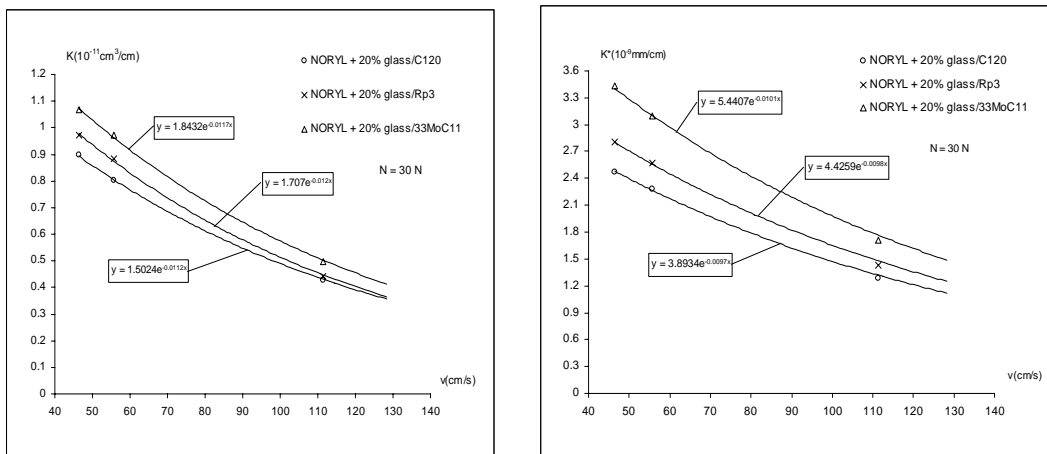 K(10⁻¹¹cm³/cm)
NORYL + 20% glass/C120
NORYL + 20% glass/Rp3
NORYL + 20% glass/33MoC11
N = 30 N
y = 1.8432e⁻⁰·⁰¹¹⁷ˣ
y = 1.707e⁻⁰·⁰¹²ˣ
y = 1.5024e⁻⁰·⁰¹¹²ˣ
1.2
1.1
1
0.9
0.8
0.7
0.6
0.5
0.4
0.3
0.2
0.1
0
v(cm/s)
40 50 60 70 80 90 100 110 120 130 140
K*(10⁻⁹mm/cm)
NORYL + 20% glass/C120
NORYL + 20% glass/Rp3
NORYL + 20% glass/33MoC11
N = 30 N
y = 5.4407e⁻⁰·⁰¹⁰¹ˣ
y = 4.4259e⁻⁰·⁰⁰⁹⁸ˣ
y = 3.8934e⁻⁰·⁰⁰⁹⁷ˣ
3.6
3.3
3
2.7
2.4
2.1
1.8
1.5
1.2
0.9
0.6
0.3
0
v(cm/s)
40 50 60 70 80 90 100 110 120 130 140